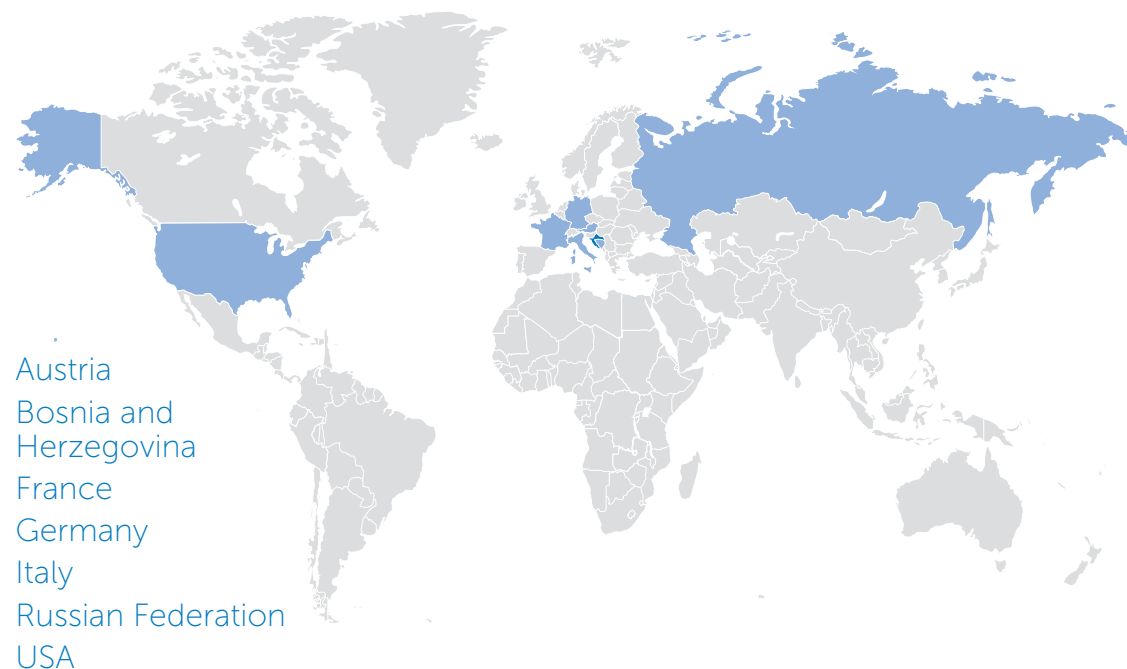 Austria
Bosnia and
Herzegovina
France
Germany
Italy
Russian Federation
USA